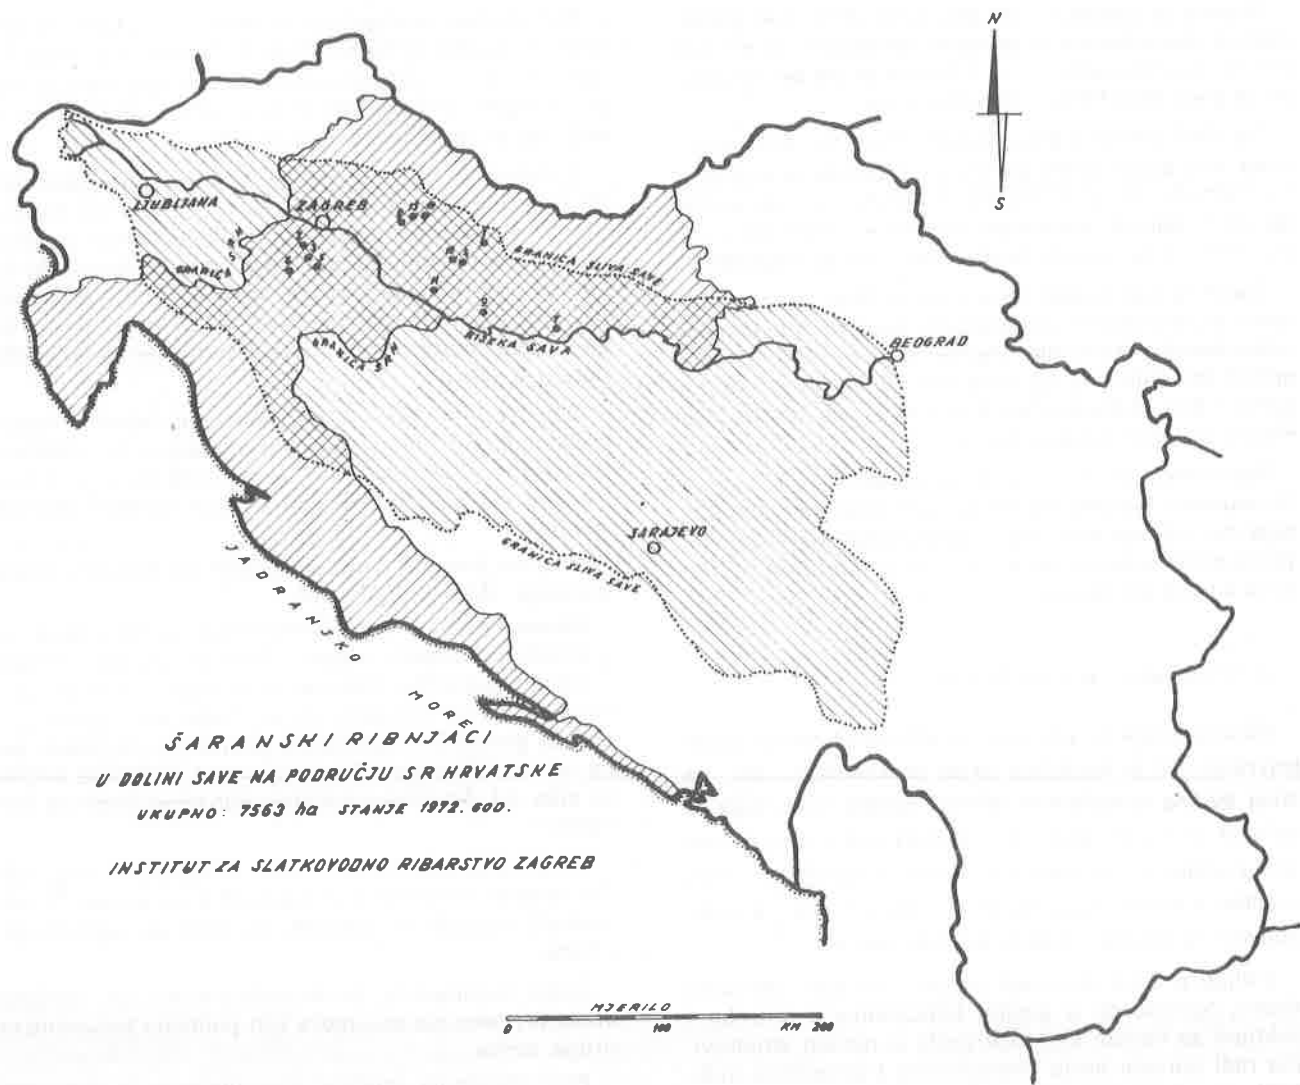 N
S
LJUBLJANA
ZAGREB
GRANICA SLIVA SAVE
GRANICA SRH
RIJEKA SAVA
BEOGRAD
SARAJEVO
GRANICA SLIVA SAVE
JADRANSKO MORE
ŠARANSKI RIBNJACI
U DOLINI SAVE NA PODRUČJU SR HRVATSKE
UKUPNO: 7563 ha STANJE 1972. GOD.
INSTITUT ZA SLATKOVODNO RIBARSTVO ZAGREB
MJERILO
0 100 KM 200